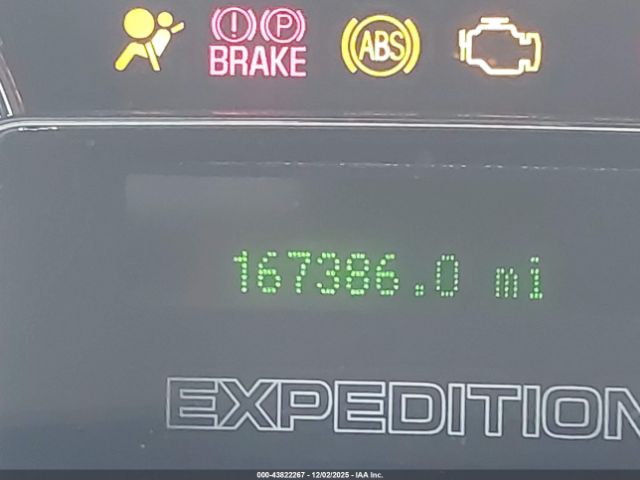 (!) (P)
BRAKE
ABS
167386.0 mi
EXPEDITION
000-43822267 - 12/02/2025 - IAA Inc.